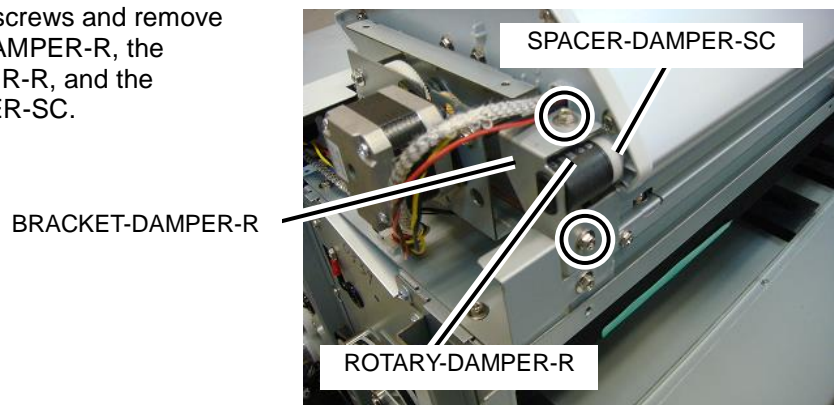 screws and remove
AMPER-R, the
R-R, and the
ER-SC.
SPACER-DAMPER-SC
BRACKET-DAMPER-R
ROTARY-DAMPER-R